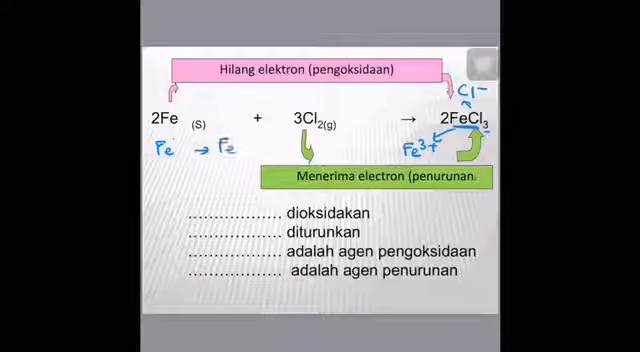 Hilang elektron (pengoksidaan)
Cl-
2Fe (S) + 3Cl2(g) → 2FeCl3
Fe → Fe Fe3+
Menerima electron (penurunan
.................. dioksidakan
.................. diturunkan
.................. adalah agen pengoksidaan
.................. adalah agen penurunan